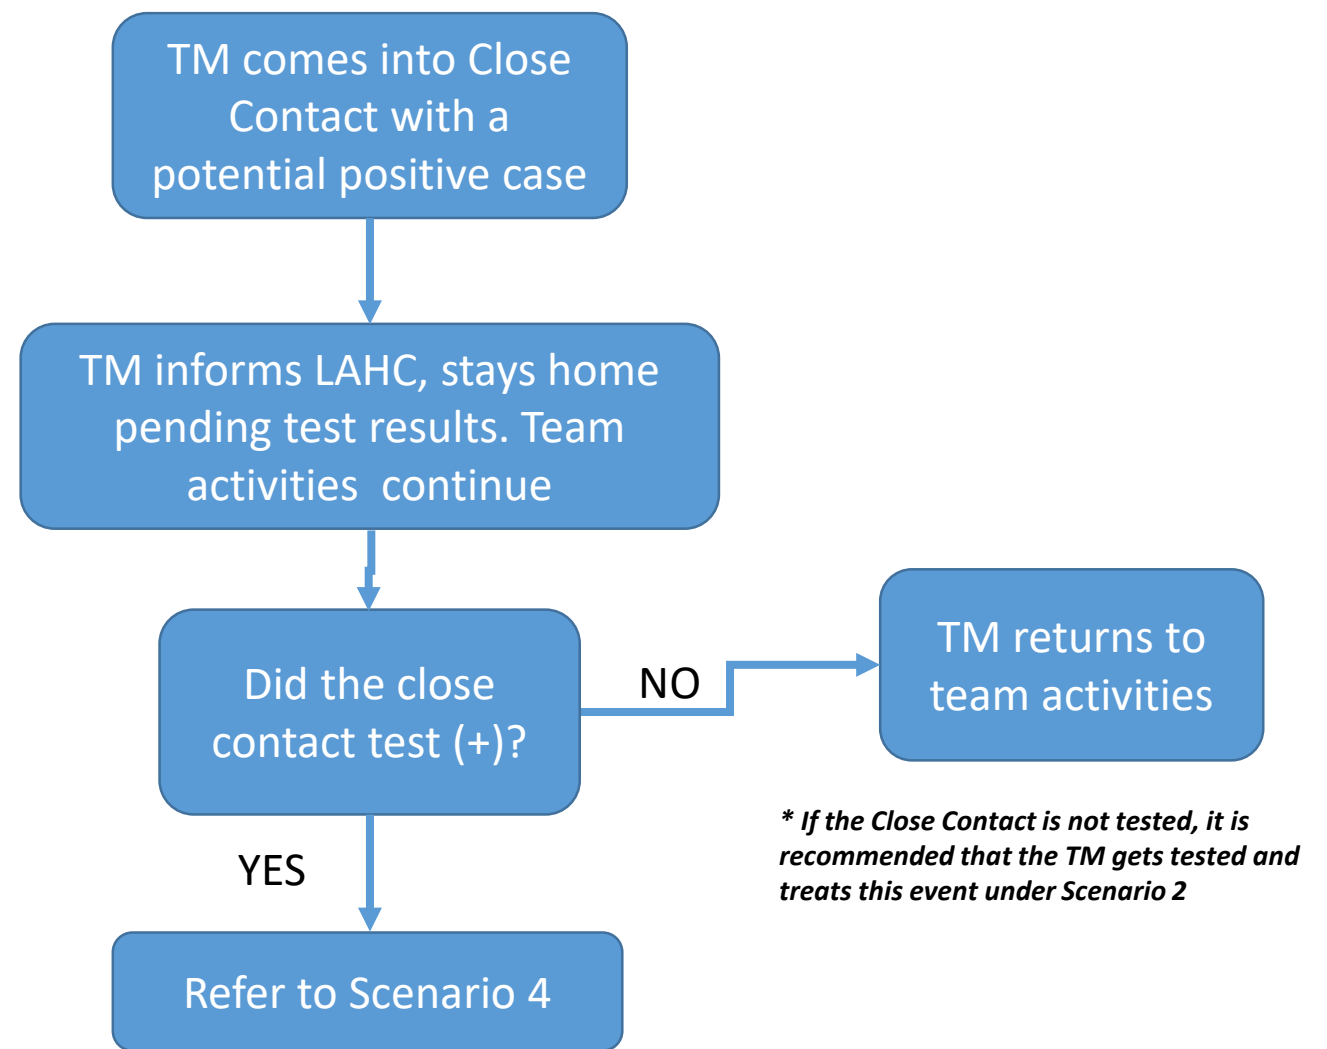 TM comes into Close
Contact with a
potential positive case
TM informs LAHC, stays home
pending test results. Team
activities  continue
Did the close
contact test (+)?
NO
TM returns to
team activities
* If the Close Contact is not tested, it is
recommended that the TM gets tested and
treats this event under Scenario 2
YES
Refer to Scenario 4